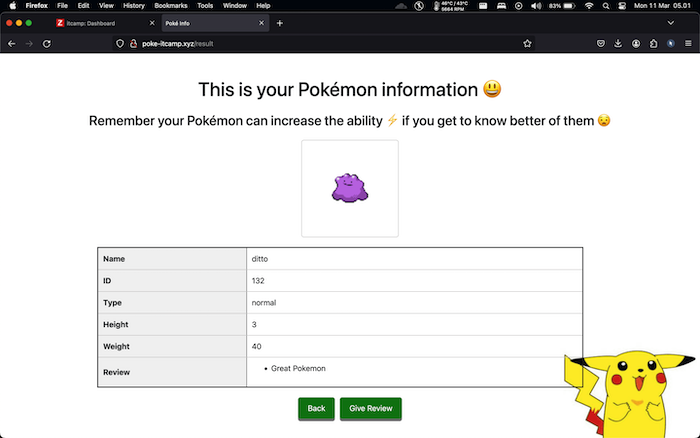 Firefox File Edit View History Bookmarks Tools Window Help 46°C / 43°C 5664 RPM 83% Mon 11 Mar 05.01
itcamp: Dashboard Poké Info
poke-itcamp.xyz/result
This is your Pokémon information 😃
Remember your Pokémon can increase the ability ⚡ if you get to know better of them 😉
Name ditto
ID 132
Type normal
Height 3
Weight 40
Review • Great Pokemon
Back Give Review